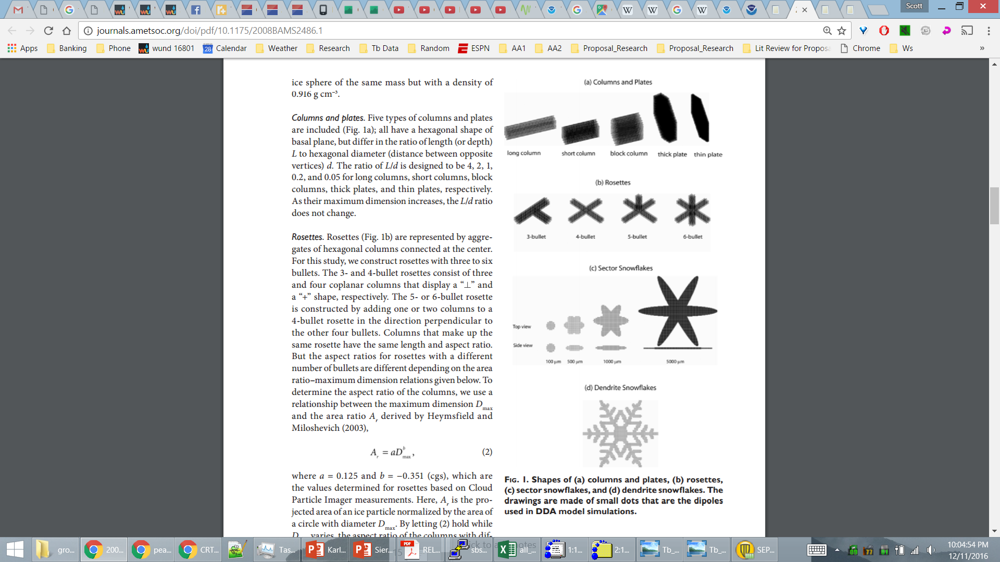 Scott
journals.ametsoc.org/doi/pdf/10.1175/2008BAMS2486.1
Apps
Banking
Phone
wund 16801
Calendar
Weather
Research
Tb Data
Random
ESPN
AA1
AA2
Proposal_Research
Proposal_Research
Lit Review for Propos
Chrome
Ws
ice sphere of the same mass but with a density of
0.916 g cm⁻³.
Columns and plates. Five types of columns and plates
are included (Fig. 1a); all have a hexagonal shape of
basal plane, but differ in the ratio of length (or depth)
L to hexagonal diameter (distance between opposite
vertices) d. The ratio of L/d is designed to be 4, 2, 1,
0.2, and 0.05 for long columns, short columns, block
columns, thick plates, and thin plates, respectively.
As their maximum dimension increases, the L/d ratio
does not change.
Rosettes. Rosettes (Fig. 1b) are represented by aggre-
gates of hexagonal columns connected at the center.
For this study, we construct rosettes with three to six
bullets. The 3- and 4-bullet rosettes consist of three
and four coplanar columns that display a “⊥” and
a “+” shape, respectively. The 5- or 6-bullet rosette
is constructed by adding one or two columns to a
4-bullet rosette in the direction perpendicular to
the other four bullets. Columns that make up the
same rosette have the same length and aspect ratio.
But the aspect ratios for rosettes with a different
number of bullets are different depending on the area
ratio–maximum dimension relations given below. To
determine the aspect ratio of the columns, we use a
relationship between the maximum dimension Dmax
and the area ratio Ar derived by Heymsfield and
Miloshevich (2003),
Ar = aD^b max, (2)
where a = 0.125 and b = −0.351 (cgs), which are
the values determined for rosettes based on Cloud
Particle Imager measurements. Here, Ar is the pro-
jected area of an ice particle normalized by the area of
a circle with diameter Dmax. By letting (2) hold while
D varies, the aspect ratio of the columns with dif-
(a) Columns and Plates
long column
short column
block column
thick plate
thin plate
(b) Rosettes
3-bullet
4-bullet
5-bullet
6-bullet
(c) Sector Snowflakes
Top view
Side view
100 μm
500 μm
1000 μm
5000 μm
(d) Dendrite Snowflakes
FIG. 1. Shapes of (a) columns and plates, (b) rosettes,
(c) sector snowflakes, and (d) dendrite snowflakes. The
drawings are made of small dots that are the dipoles
used in DDA model simulations.
gro...
200...
pea...
CRT...
Tas...
Karl...
Sier...
REL...
sbs...
all_...
1:1...
2:1...
Tb_...
Tb_...
SEP...
10:04:54 PM
12/11/2016